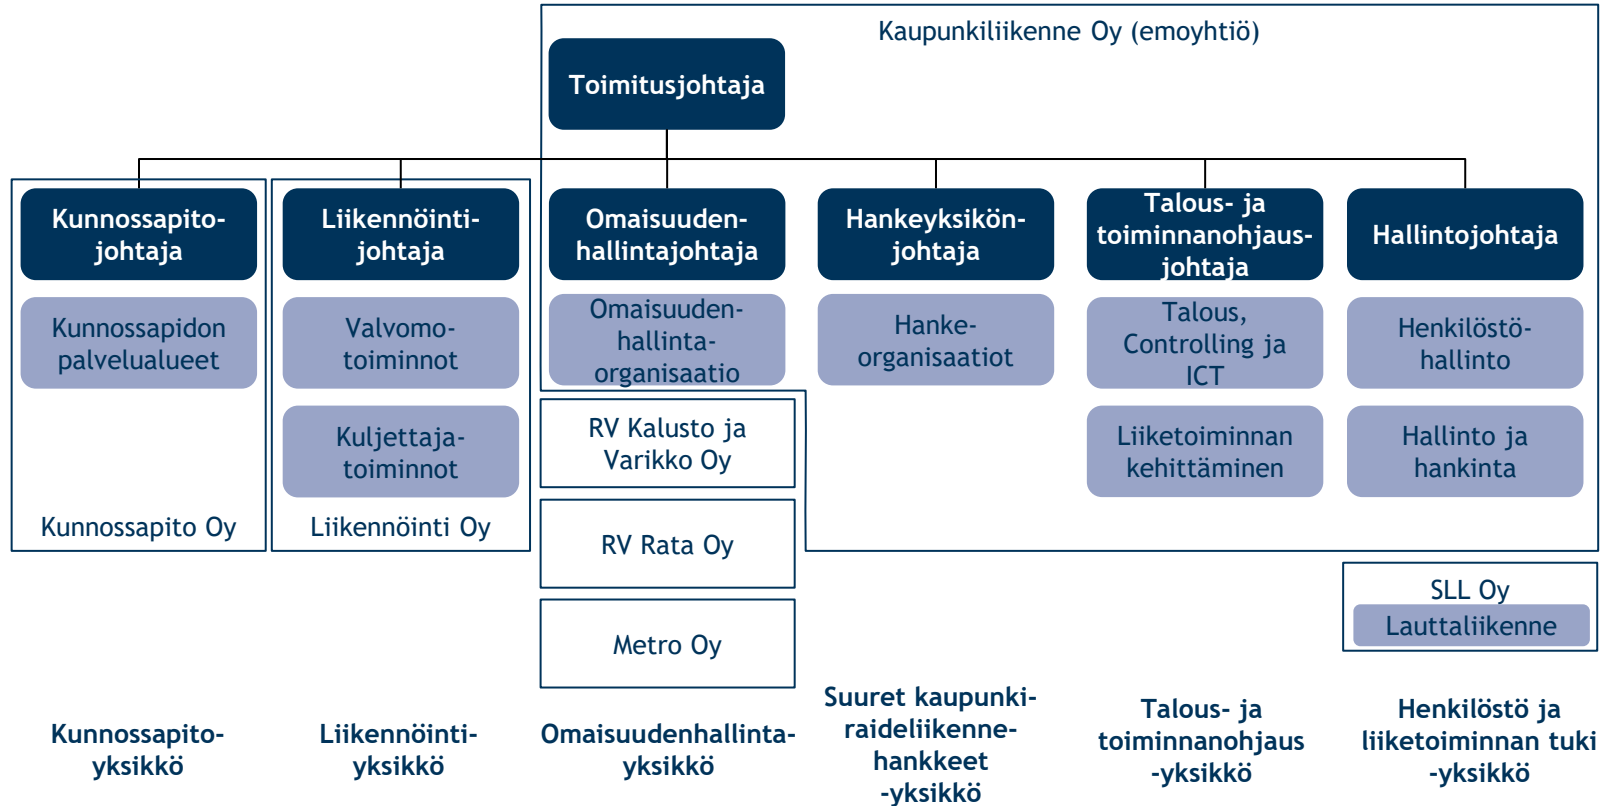 Kaupunkiliikenne Oy (emoyhtiö)
Toimitusjohtaja
Kunnossapito-
johtaja
Liikennöinti-
johtaja
Omaisuuden-
hallintajohtaja
Hankeyksikön-
johtaja
Talous- ja
toiminnanohjaus-
johtaja
Hallintojohtaja
Kunnossapidon
palvelualueet
Valvomo-
toiminnot
Omaisuuden-
hallinta-
organisaatio
Hanke-
organisaatiot
Talous,
Controlling ja
ICT
Henkilöstö-
hallinto
Kuljettaja-
toiminnot
RV Kalusto ja
Varikko Oy
Liiketoiminnan
kehittäminen
Hallinto ja
hankinta
Kunnossapito Oy
Liikennöinti Oy
RV Rata Oy
SLL Oy
Lauttaliikenne
Metro Oy
Kunnossapito-
yksikkö
Liikennöinti-
yksikkö
Omaisuudenhallinta-
yksikkö
Suuret kaupunki-
raideliikenne-
hankkeet
-yksikkö
Talous- ja
toiminnanohjaus
-yksikkö
Henkilöstö ja
liiketoiminnan tuki
-yksikkö